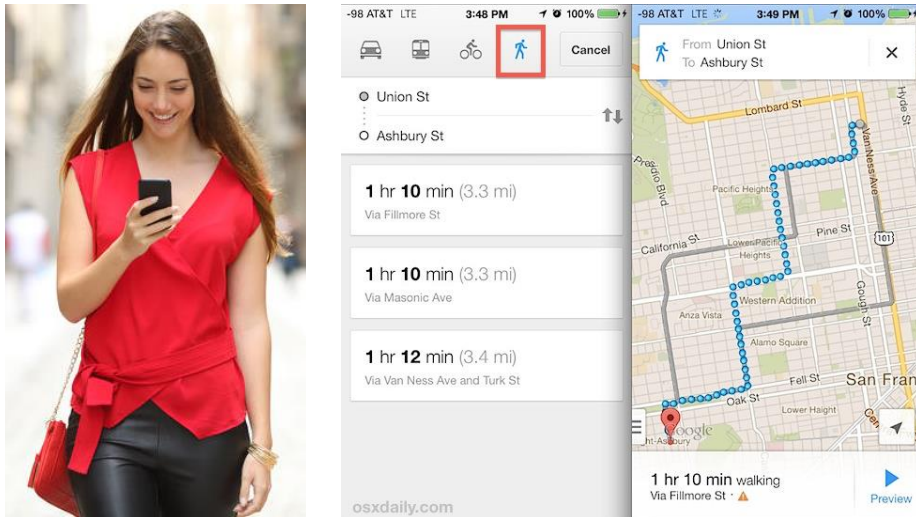 -98 AT&T LTE 3:48 PM 100%
Cancel
Union St
Ashbury St
1 hr 10 min (3.3 mi)
Via Fillmore St
1 hr 10 min (3.3 mi)
Via Masonic Ave
1 hr 12 min (3.4 mi)
Via Van Ness Ave and Turk St
osxdaily.com
-98 AT&T LTE 3:49 PM 100%
From Union St
To Ashbury St
Lombard St
Hyde St
Van Ness Ave
Presidio Blvd
Pacific Heights
Pine St
101
California St
Lower Pacific
Heights
Western Addition
Gough St
Anza Vista
Alamo Square
Fell St
San Fran
Oak St
Lower Haight
Cen
Google
ht-Ashbury
1 hr 10 min walking
Via Fillmore St
Preview